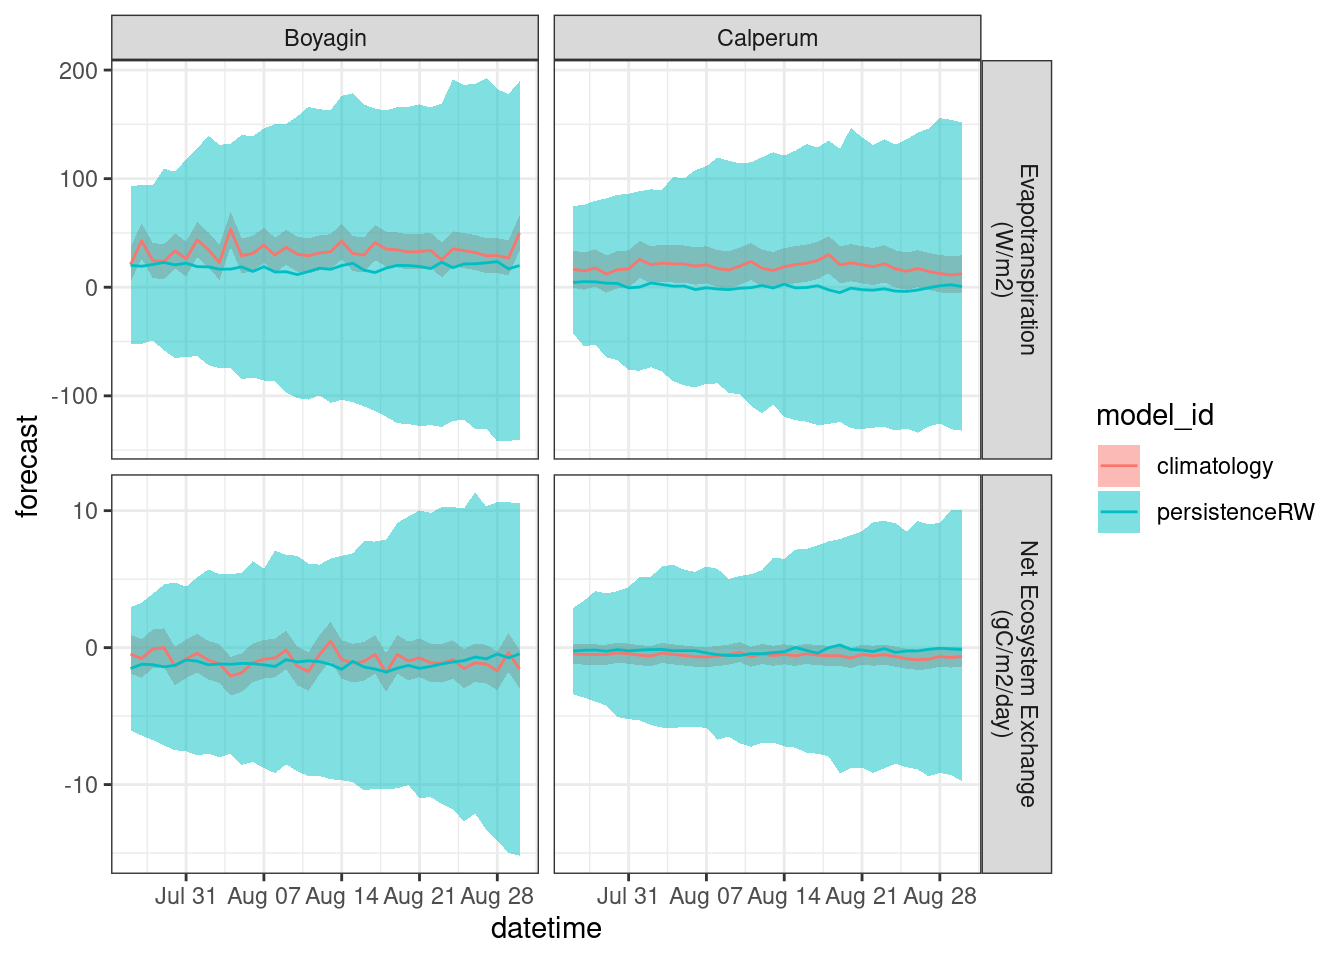 Boyagin
Calperum
200
100
0
-100
Evapotranspiration
(W/m2)
forecast
10
0
-10
Net Ecosystem Exchange
(gC/m2/day)
Jul 31
Aug 07
Aug 14
Aug 21
Aug 28
Jul 31
Aug 07
Aug 14
Aug 21
Aug 28
datetime
model_id
climatology
persistenceRW